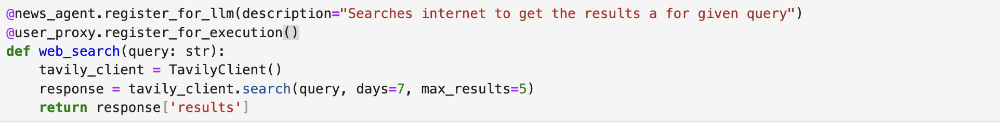 @news_agent.register_for_llm(description="Searches internet to get the results a for given query")
@user_proxy.register_for_execution()
def web_search(query: str):
    tavily_client = TavilyClient()
    response = tavily_client.search(query, days=7, max_results=5)
    return response['results']